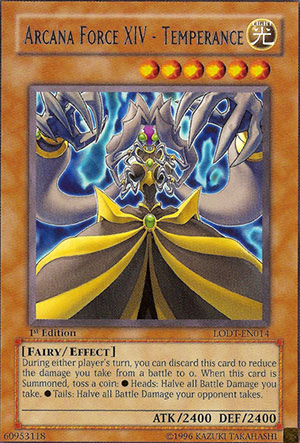 ARCANA FORCE XIV - TEMPERANCE
LIGHT
光
1st Edition
LODT-EN014
[FAIRY/EFFECT]
During either player's turn, you can discard this card to reduce
the damage you take from a battle to 0. When this card is
Summoned, toss a coin: ● Heads: Halve all Battle Damage you
take. ● Tails: Halve all Battle Damage your opponent takes.
ATK/2400 DEF/2400
60953118
©1996 KAZUKI TAKAHASHI